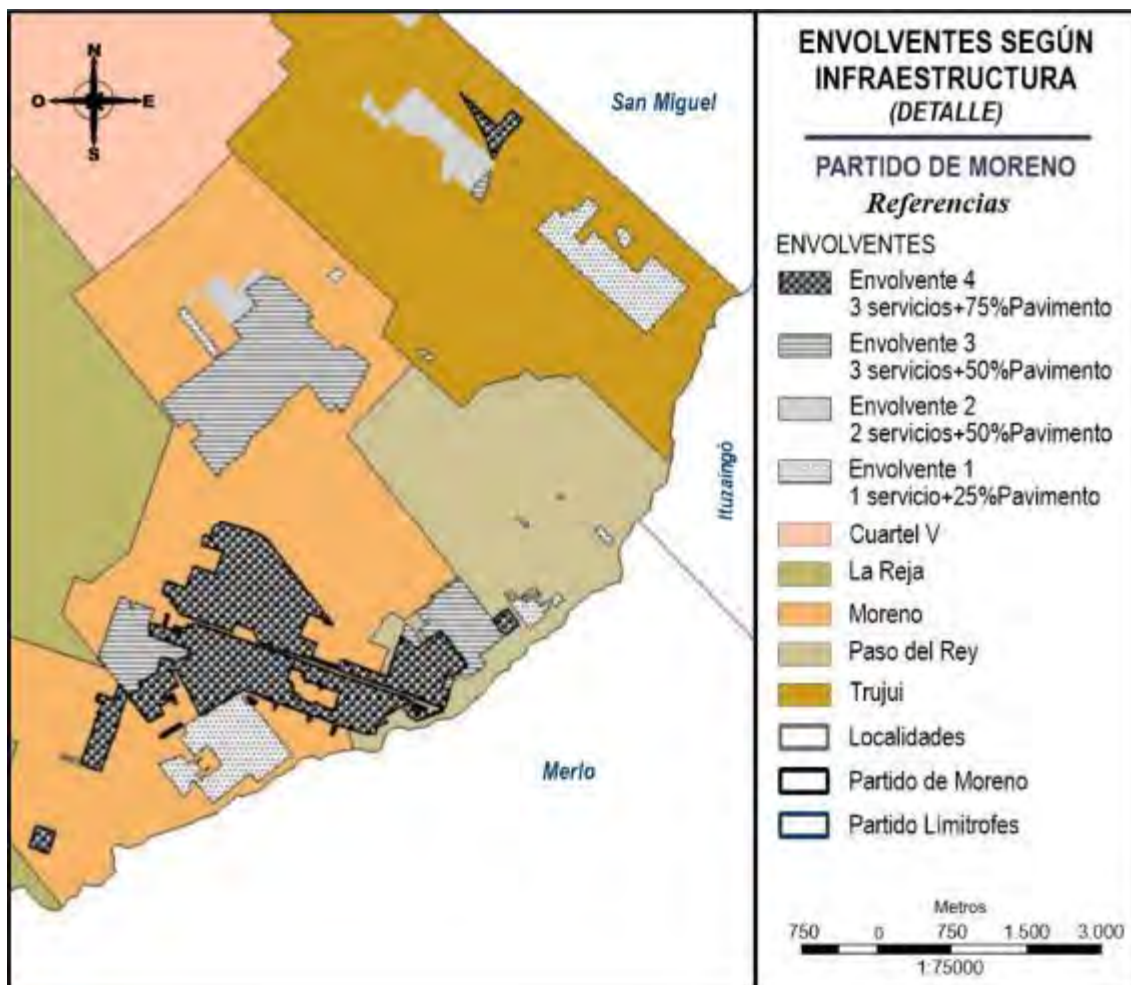 N
O
E
S
San Miguel
Ituzaingò
Merlo
ENVOLVENTES SEGÚN
INFRAESTRUCTURA
(DETALLE)
PARTIDO DE MORENO
Referencias
ENVOLVENTES
Envolvente 4
3 servicios+75%Pavimento
Envolvente 3
3 servicios+50%Pavimento
Envolvente 2
2 servicios+50%Pavimento
Envolvente 1
1 servicio+25%Pavimento
Cuartel V
La Reja
Moreno
Paso del Rey
Trujui
Localidades
Partido de Moreno
Partido Limitrofes
Metros
750 0 750 1.500 3.000
1:75000